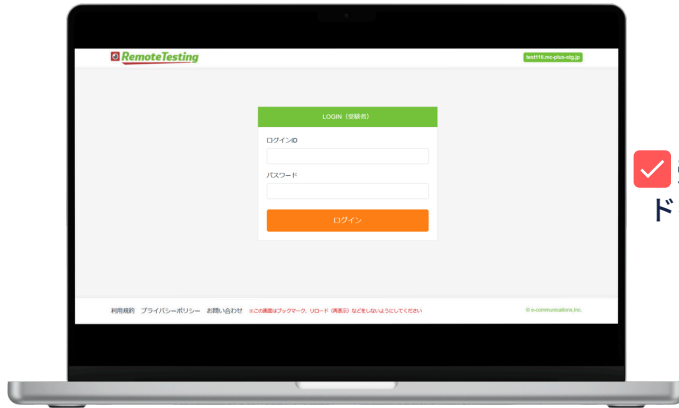 RemoteTesting
test116.mc-plus-stg.jp
LOGIN（受験者）
ログインID
パスワード
ログイン
ド
利用規約 プライバシーポリシー お問い合わせ ※この画面はブックマーク、リロード（再表示）などをしないようにしてください
© e-communications,Inc.